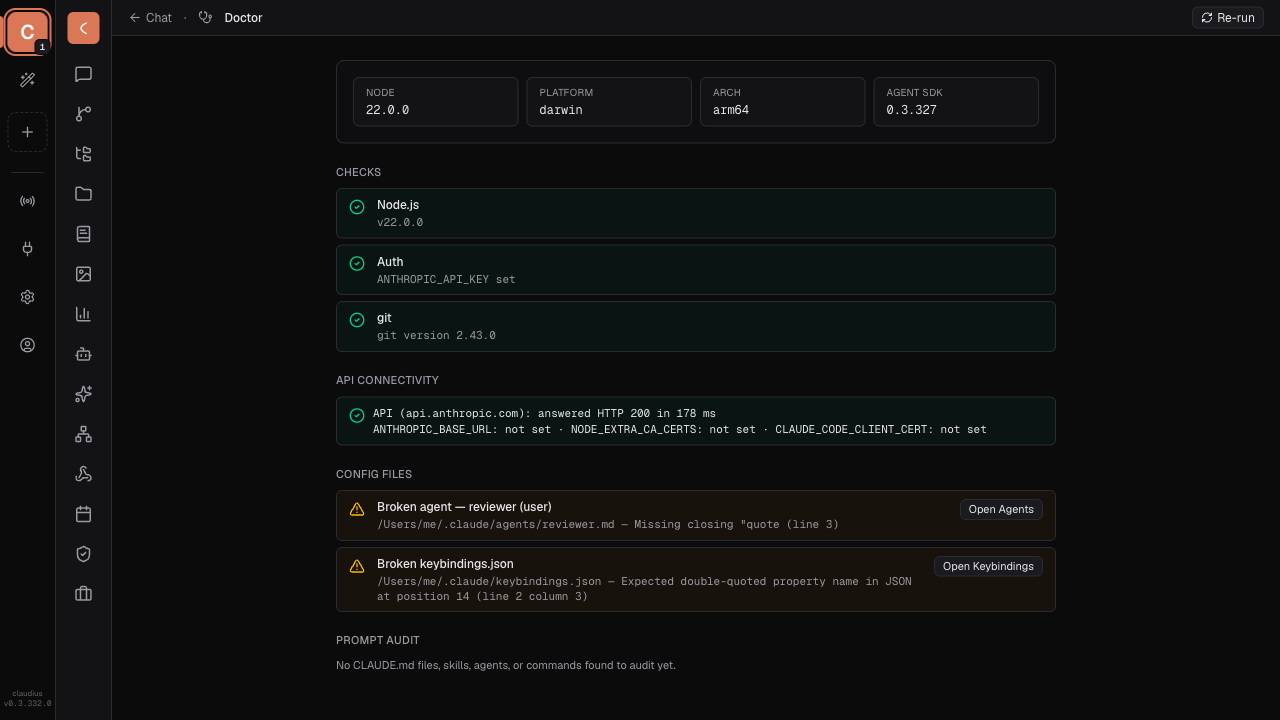 C
1
← Chat · Doctor
Re-run
NODE
22.0.0
PLATFORM
darwin
ARCH
arm64
AGENT SDK
0.3.327
CHECKS
Node.js
v22.0.0
Auth
ANTHROPIC_API_KEY set
git
git version 2.43.0
API CONNECTIVITY
API (api.anthropic.com): answered HTTP 200 in 178 ms
ANTHROPIC_BASE_URL: not set · NODE_EXTRA_CA_CERTS: not set · CLAUDE_CODE_CLIENT_CERT: not set
CONFIG FILES
Broken agent — reviewer (user)
/Users/me/.claude/agents/reviewer.md — Missing closing "quote (line 3)
Open Agents
Broken keybindings.json
/Users/me/.claude/keybindings.json — Expected double-quoted property name in JSON
at position 14 (line 2 column 3)
Open Keybindings
PROMPT AUDIT
No CLAUDE.md files, skills, agents, or commands found to audit yet.
claudius
v0.3.332.0